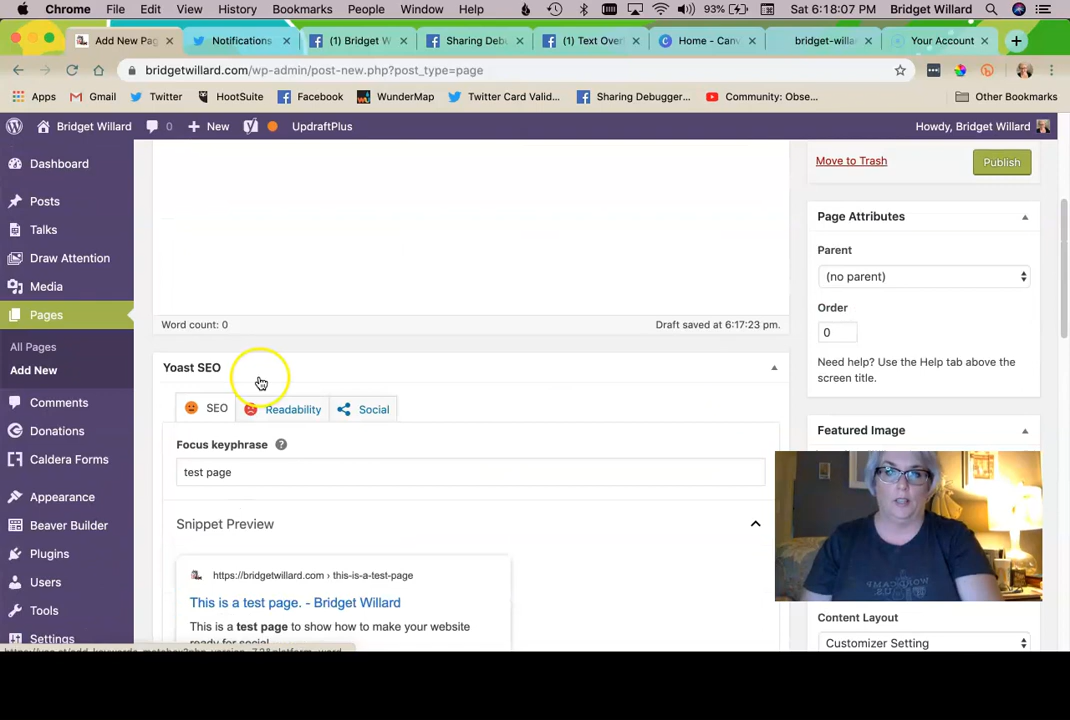 Chrome File Edit View History Bookmarks People Window Help 93% Sat 6:18:07 PM Bridget Willard
Add New Pag Notifications (1) Bridget W Sharing Debu (1) Text Over Home - Can bridget-willar Your Account
bridgetwillard.com/wp-admin/post-new.php?post_type=page
Apps Gmail Twitter HootSuite Facebook WunderMap Twitter Card Valid... Sharing Debugger... Community: Obse... Other Bookmarks
Bridget Willard 0 New UpdraftPlus Howdy, Bridget Willard
Dashboard
Posts
Talks
Draw Attention
Media
Pages
All Pages
Add New
Comments
Donations
Caldera Forms
Appearance
Beaver Builder
Plugins
Users
Tools
Settings
Word count: 0 Draft saved at 6:17:23 pm.
Yoast SEO
SEO Readability Social
Focus keyphrase ?
test page
Snippet Preview
https://bridgetwillard.com › this-is-a-test-page
This is a test page. - Bridget Willard
This is a test page to show how to make your website
ready for social
Move to Trash Publish
Page Attributes
Parent
(no parent)
Order
0
Need help? Use the Help tab above the
screen title.
Featured Image
Content Layout
Customizer Setting